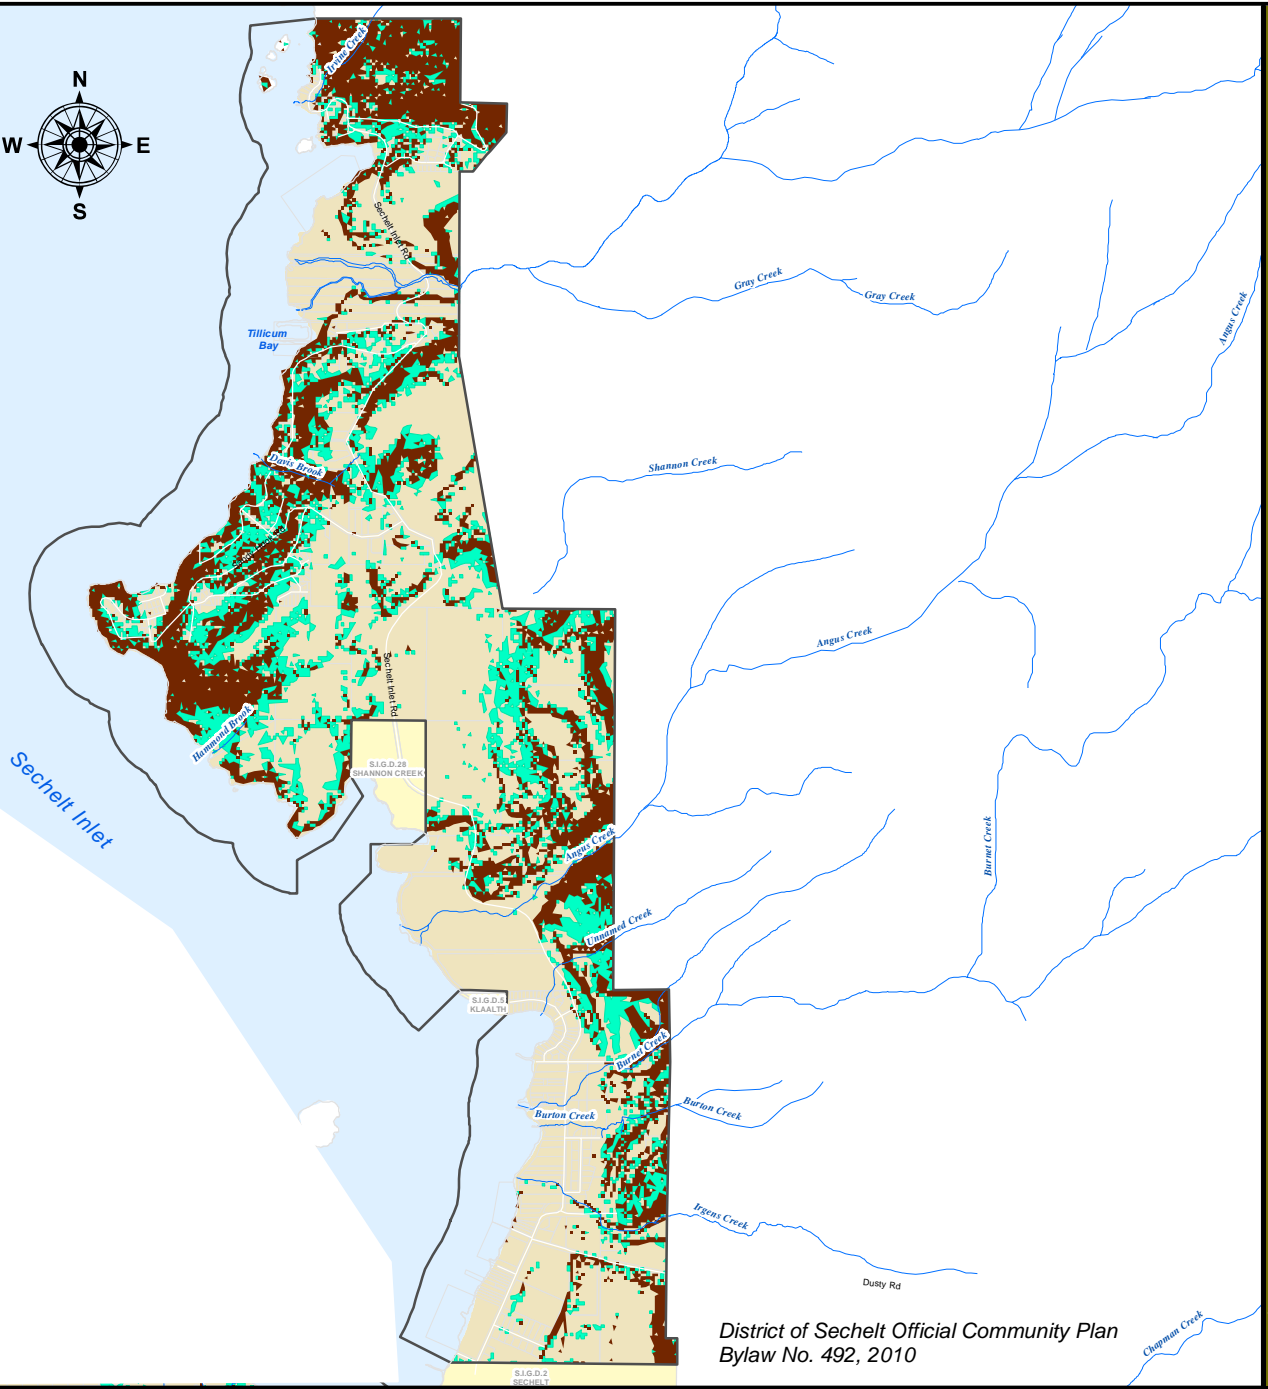 Irvine Creek
N
W
E
S
Sechelt Inlet Rd
Gray Creek
Gray Creek
Angus Creek
Tillicum
Bay
Davis Brook
Shannon Creek
Angus Creek
Sechelt Inlet Rd
Hammond Brook
Sechelt Inlet
S.I.G.D.28
SHANNON CREEK
Angus Creek
Burnet Creek
Unnamed Creek
S.I.G.D.5
KLAALTH
Burnet Creek
Burton Creek
Burton Creek
Irgens Creek
Dusty Rd
District of Sechelt Official Community Plan
Bylaw No. 492, 2010
Chapman Creek
S.I.G.D.2
SECHELT